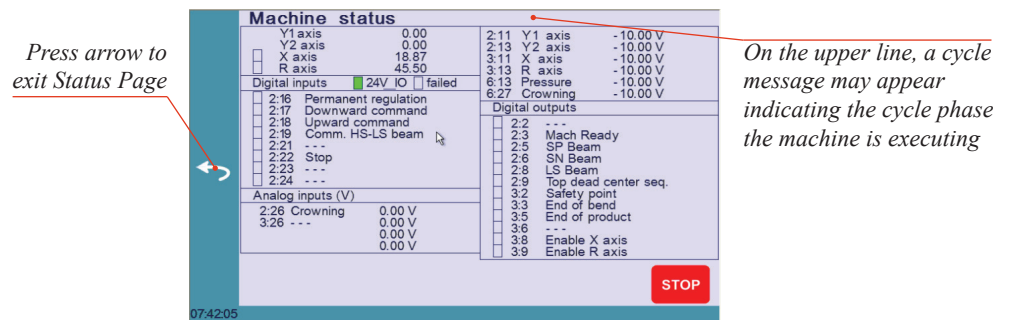 Press arrow to
exit Status Page
Machine status
Y1 axis 0.00
Y2 axis 0.00
X axis 18.87
R axis 45.50
Digital inputs 24V_IO failed
2:16 Permanent regulation
2:17 Downward command
2:18 Upward command
2:19 Comm. HS-LS beam
2:21 ---
2:22 Stop
2:23 ---
2:24 ---
Analog inputs (V)
2:26 Crowning 0.00 V
3:26 --- 0.00 V
0.00 V
0.00 V
2:11 Y1 axis -10.00 V
2:13 Y2 axis -10.00 V
3:11 X axis -10.00 V
3:13 R axis -10.00 V
6:13 Pressure -10.00 V
6:27 Crowning -10.00 V
Digital outputs
2:2 ---
2:3 Mach Ready
2:5 SP Beam
2:6 SN Beam
2:8 LS Beam
2:9 Top dead center seq.
3:2 Safety point
3:3 End of bend
3:5 End of product
3:6 ---
3:8 Enable X axis
3:9 Enable R axis
STOP
07:42:05
On the upper line, a cycle
message may appear
indicating the cycle phase
the machine is executing